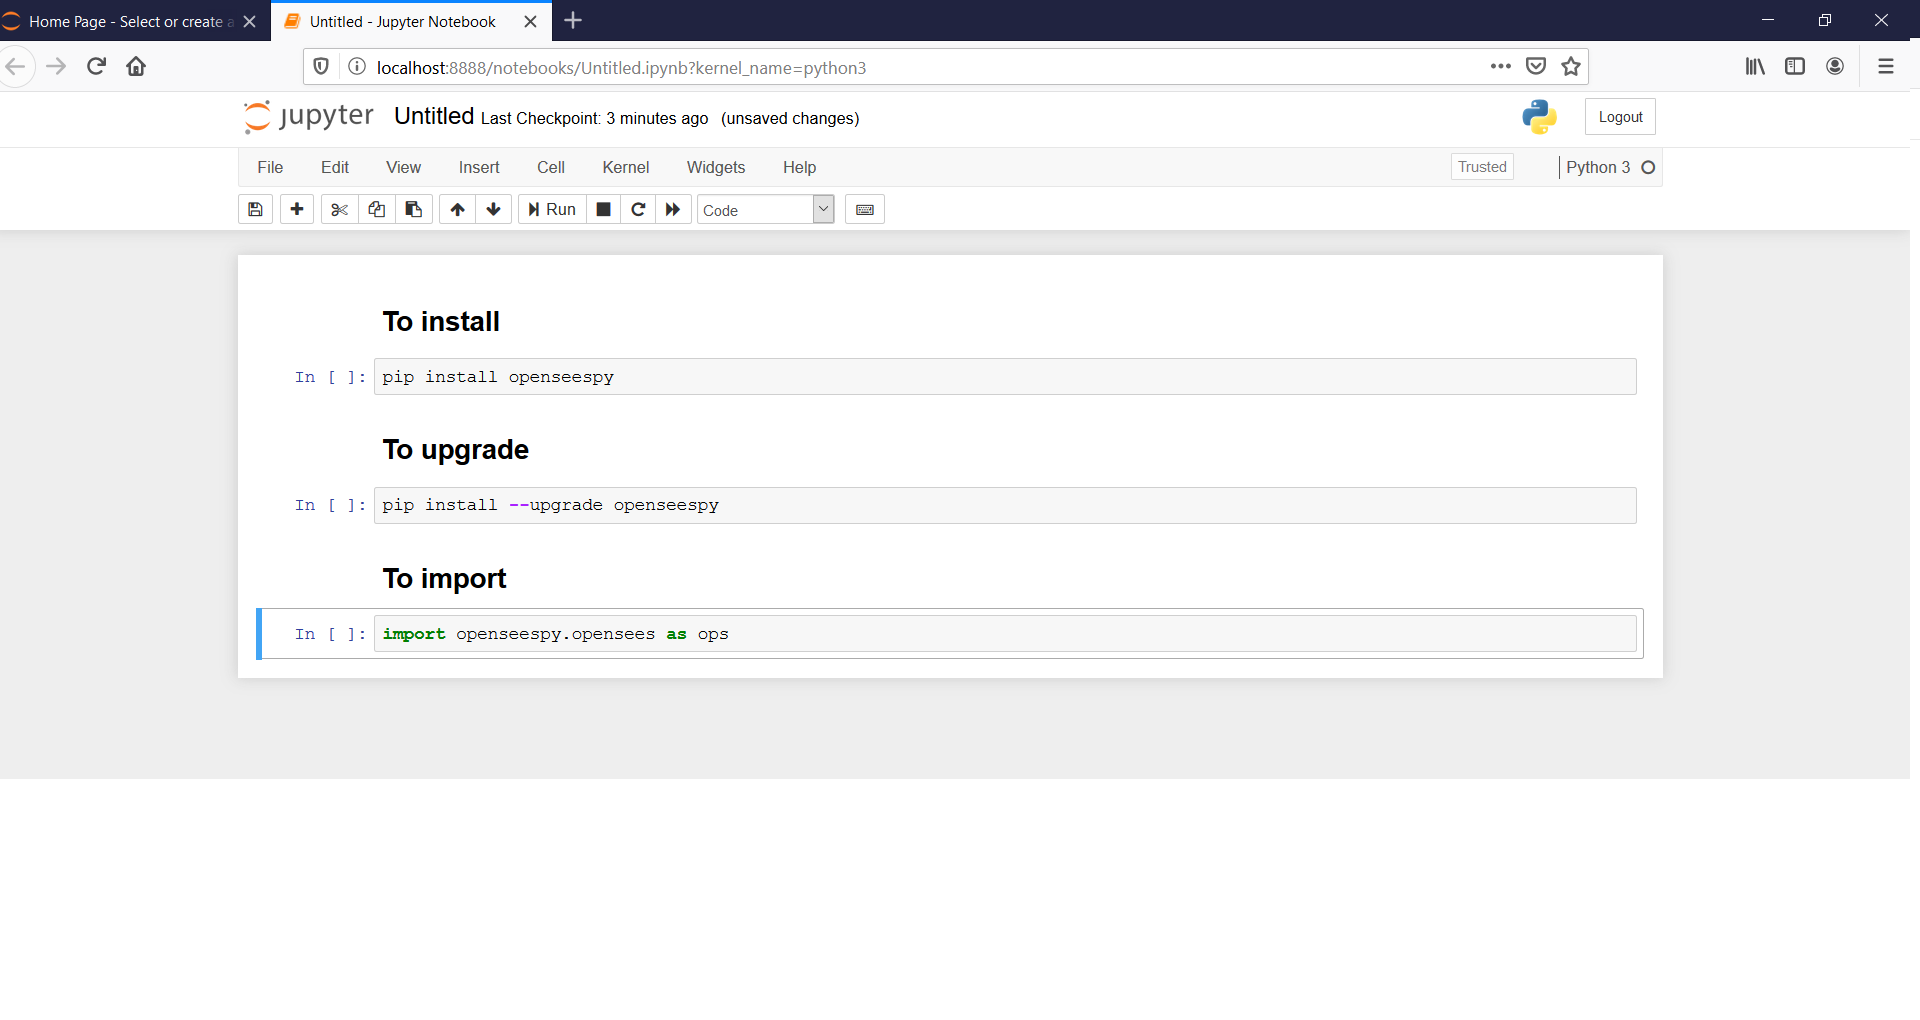 Home Page - Select or create a
Untitled - Jupyter Notebook
localhost:8888/notebooks/Untitled.ipynb?kernel_name=python3
jupyter Untitled Last Checkpoint: 3 minutes ago (unsaved changes)
Logout
File Edit View Insert Cell Kernel Widgets Help
Trusted
Python 3
Run
Code
To install
In [ ]: pip install openseespy
To upgrade
In [ ]: pip install --upgrade openseespy
To import
In [ ]: import openseespy.opensees as ops